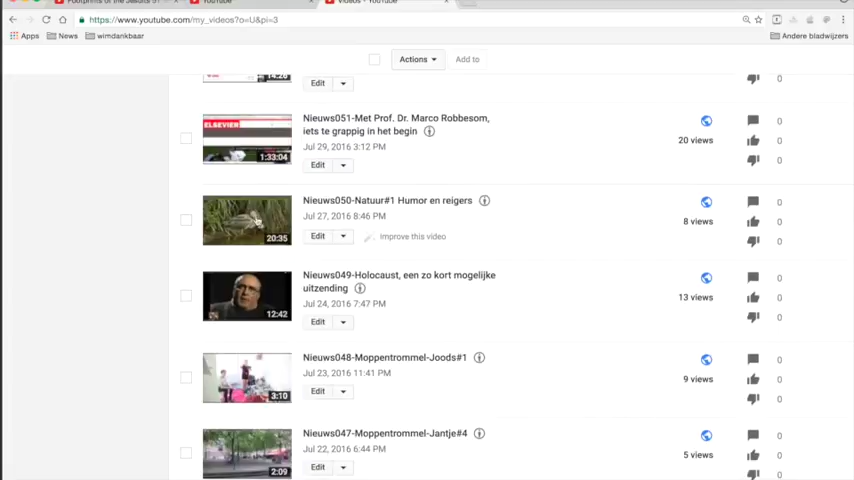 YouTube
Videos - YouTube
https://www.youtube.com/my_videos?o=U&pi=3
Apps News wimdankbaar Andere bladwijzers
Actions Add to
Edit 0
Nieuws051-Met Prof. Dr. Marco Robbesom,
iets te grappig in het begin
Jul 29, 2016 3:12 PM
Edit
ELSEVIER
1:33:04
20 views
0
0
0
Nieuws050-Natuur#1 Humor en reigers
Jul 27, 2016 8:46 PM
Edit Improve this video
20:35
8 views
0
0
0
Nieuws049-Holocaust, een zo kort mogelijke
uitzending
Jul 24, 2016 7:47 PM
Edit
12:42
13 views
0
0
0
Nieuws048-Moppentrommel-Joods#1
Jul 23, 2016 11:41 PM
Edit
3:10
9 views
0
0
0
Nieuws047-Moppentrommel-Jantje#4
Jul 22, 2016 6:44 PM
Edit
2:09
5 views
0
0
0